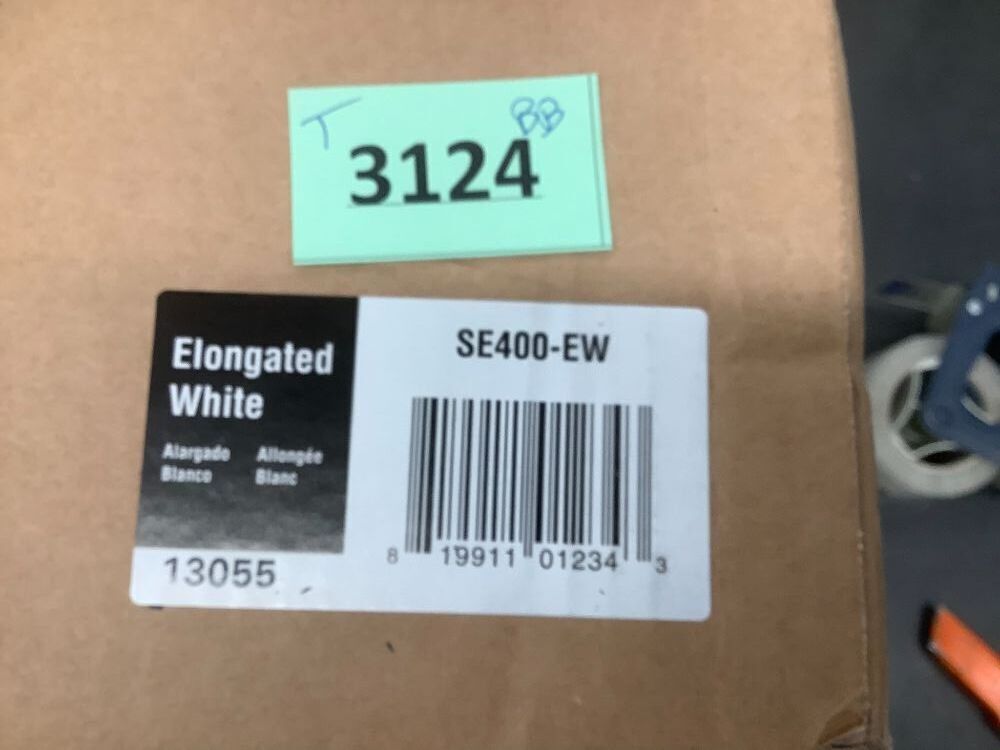 T BB
3124
Elongated
White
Alargado Allongée
Blanco Blanc
13055
SE400-EW
8 19911 01234 3